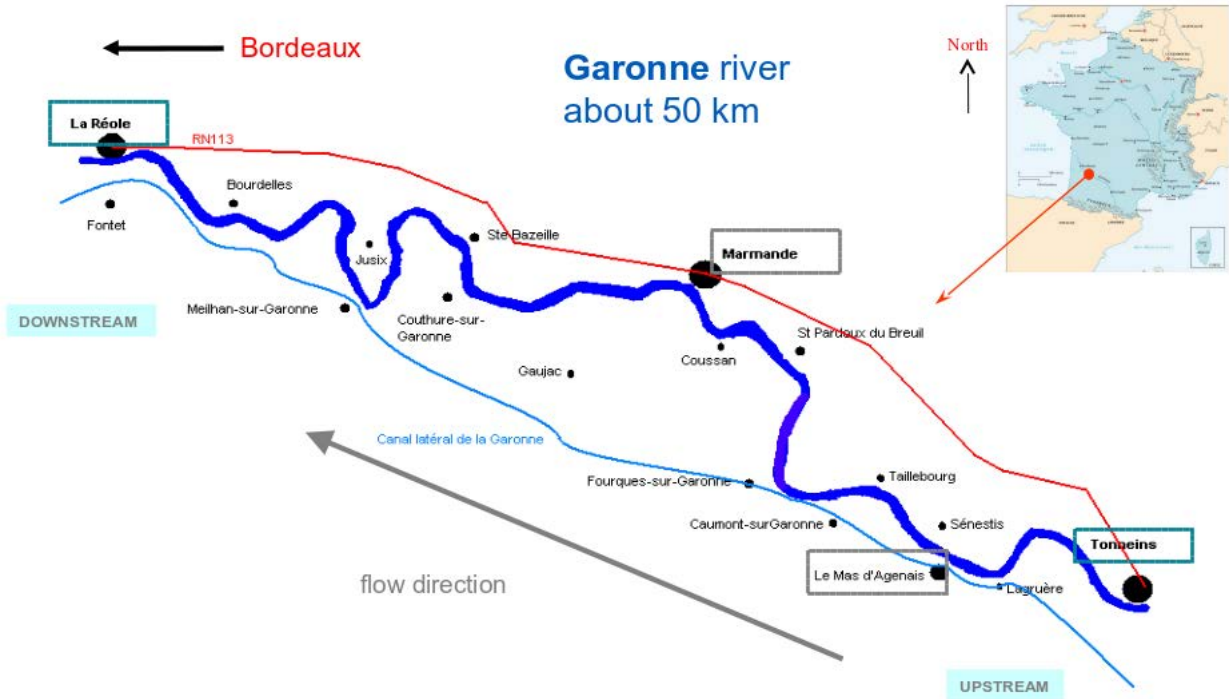 Bordeaux
Garonne river
about 50 km
North
La Réole
RN113
Bourdelles
Fontet
Ste Bazeille
Jusix
Marmande
Meilhan-sur-Garonne
Couthure-sur-
Garonne
DOWNSTREAM
St Pardoux du Breuil
Coussan
Gaujac
Canal latéral de la Garonne
Fourques-sur-Garonne
Taillebourg
Caumont-surGaronne
Sénestis
Tonneins
Le Mas d'Agenais
Lagruère
flow direction
UPSTREAM